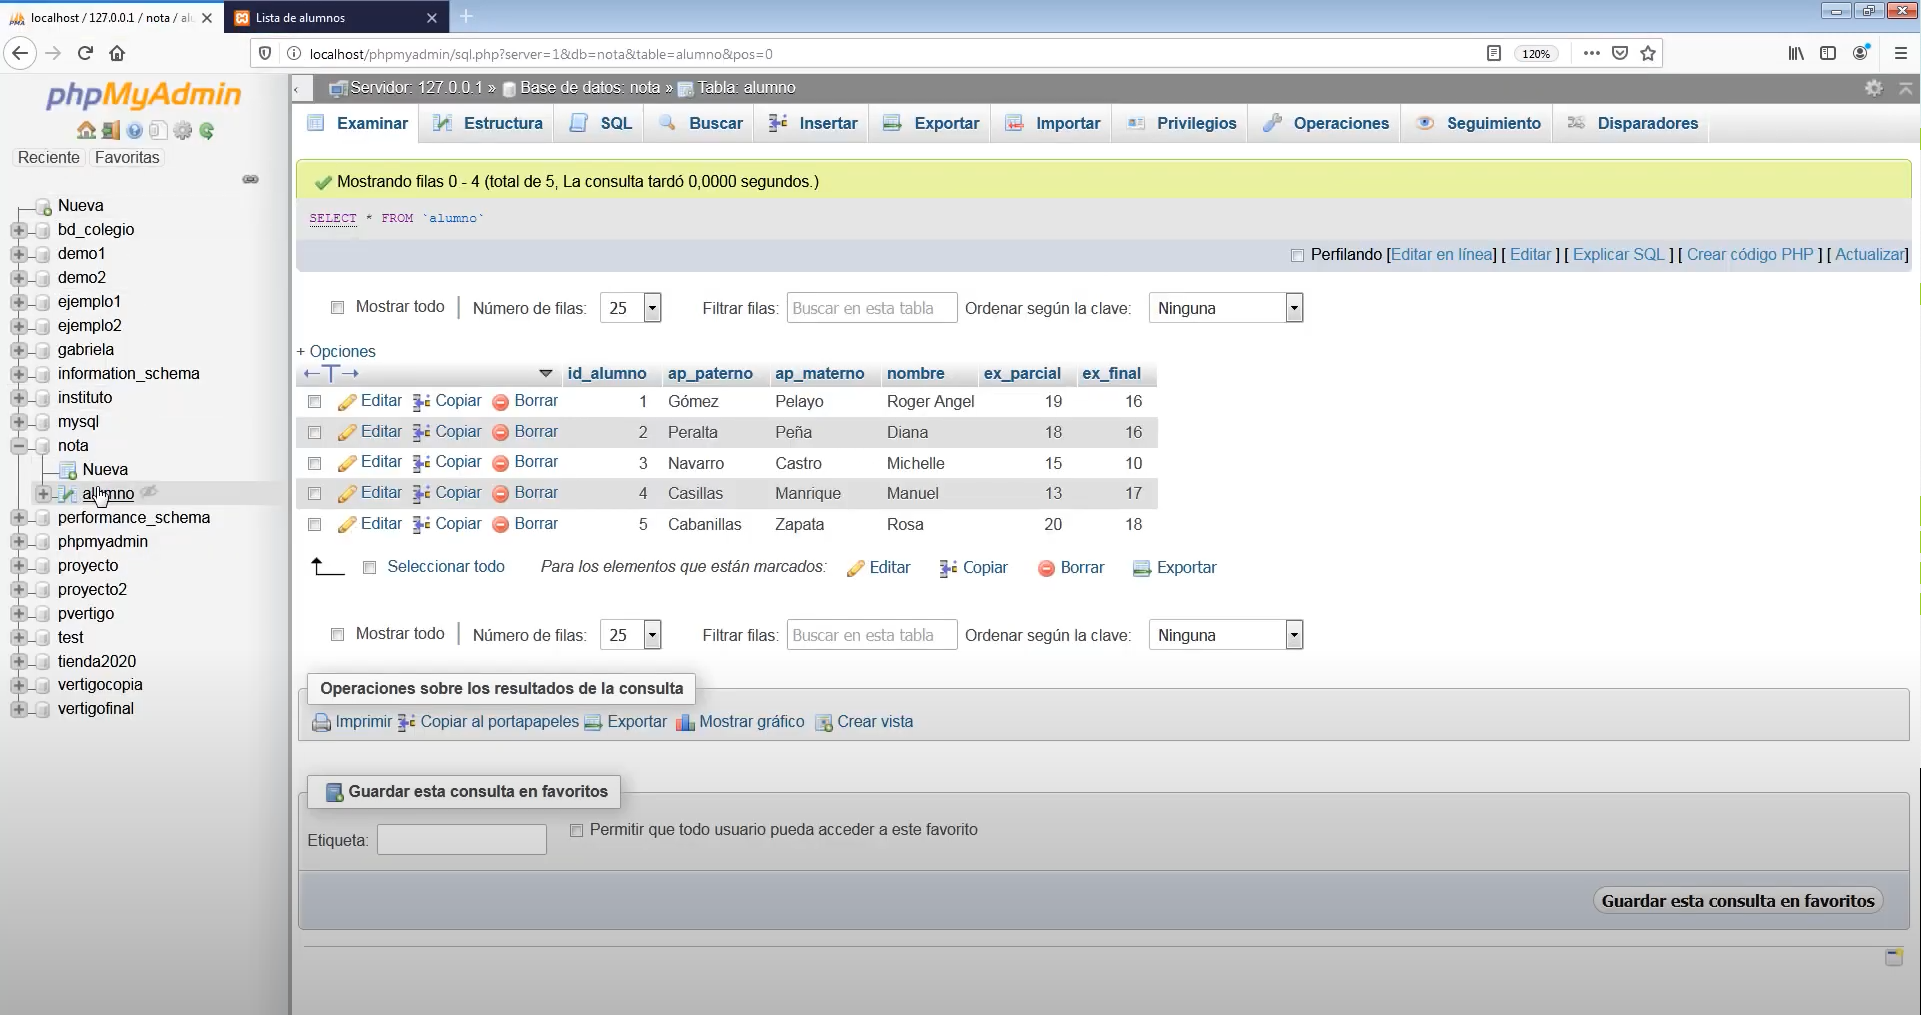 localhost / 127.0.0.1 / nota / al
Lista de alumnos
localhost/phpmyadmin/sql.php?server=1&db=nota&table=alumno&pos=0
120%
phpMyAdmin
Reciente Favoritas
Nueva
bd_colegio
demo1
demo2
ejemplo1
ejemplo2
gabriela
information_schema
instituto
mysql
nota
Nueva
alumno
performance_schema
phpmyadmin
proyecto
proyecto2
pvertigo
test
tienda2020
vertigocopia
vertigofinal
Servidor: 127.0.0.1 » Base de datos: nota » Tabla: alumno
Examinar Estructura SQL Buscar Insertar Exportar Importar Privilegios Operaciones Seguimiento Disparadores
Mostrando filas 0 - 4 (total de 5, La consulta tardó 0,0000 segundos.)
SELECT * FROM `alumno`
Perfilando [Editar en línea] [ Editar ] [ Explicar SQL ] [ Crear código PHP ] [ Actualizar]
Mostrar todo Número de filas: 25 Filtrar filas: Buscar en esta tabla Ordenar según la clave: Ninguna
+ Opciones
←T→ id_alumno ap_paterno ap_materno nombre ex_parcial ex_final
Editar Copiar Borrar 1 Gómez Pelayo Roger Angel 19 16
Editar Copiar Borrar 2 Peralta Peña Diana 18 16
Editar Copiar Borrar 3 Navarro Castro Michelle 15 10
Editar Copiar Borrar 4 Casillas Manrique Manuel 13 17
Editar Copiar Borrar 5 Cabanillas Zapata Rosa 20 18
Seleccionar todo Para los elementos que están marcados: Editar Copiar Borrar Exportar
Mostrar todo Número de filas: 25 Filtrar filas: Buscar en esta tabla Ordenar según la clave: Ninguna
Operaciones sobre los resultados de la consulta
Imprimir Copiar al portapapeles Exportar Mostrar gráfico Crear vista
Guardar esta consulta en favoritos
Etiqueta: Permitir que todo usuario pueda acceder a este favorito
Guardar esta consulta en favoritos